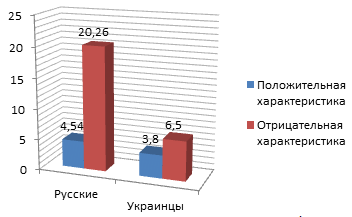 25
20
15
10
5
0
20,26
4,54
3,8
6,5
Русские
Украинцы
Положительная
характеристика
Отрицательная
характеристика